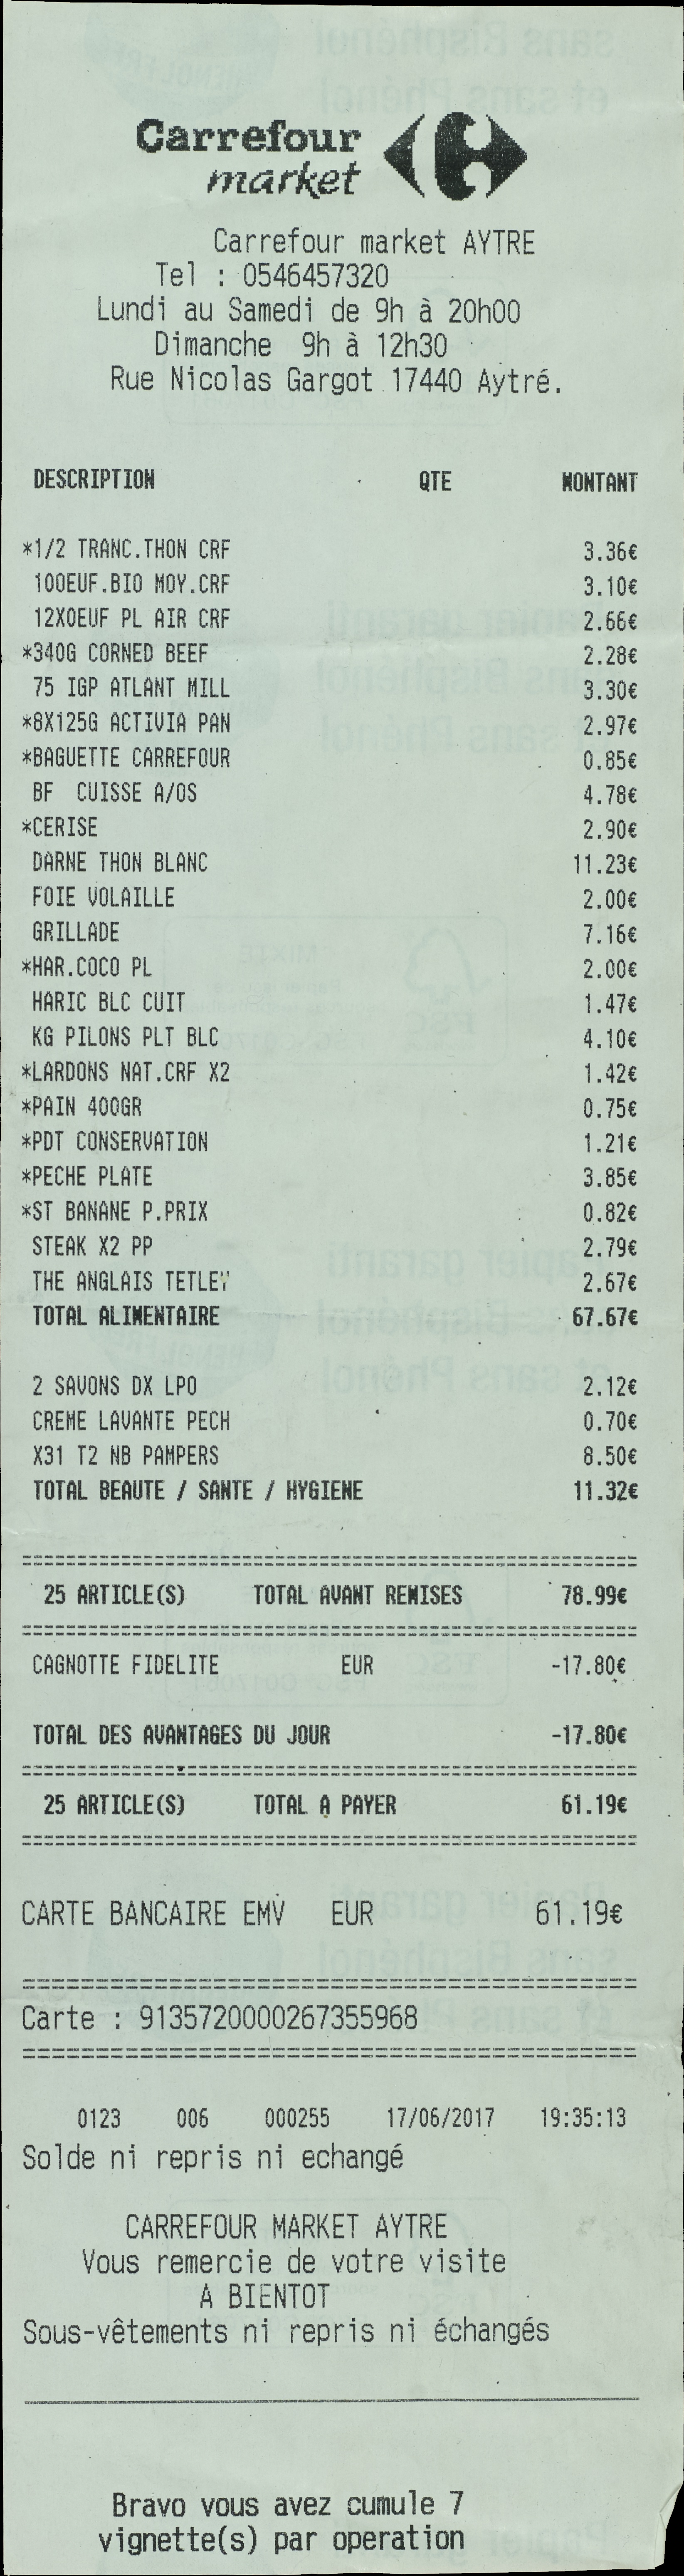 Carrefour
market
Carrefour market AYTRE
Tel : 0546457320
Lundi au Samedi de 9h à 20h00
Dimanche 9h à 12h30
Rue Nicolas Gargot 17440 Aytré.
DESCRIPTION QTE MONTANT
*1/2 TRANC.THON CRF 3.36€
100EUF.BIO MOY.CRF 3.10€
12XOEUF PL AIR CRF 2.66€
*340G CORNED BEEF 2.28€
75 IGP ATLANT MILL 3.30€
*8X125G ACTIVIA PAN 2.97€
*BAGUETTE CARREFOUR 0.85€
BF CUISSE A/OS 4.78€
*CERISE 2.90€
DARNE THON BLANC 11.23€
FOIE VOLAILLE 2.00€
GRILLADE 7.16€
*HAR.COCO PL 2.00€
HARIC BLC CUIT 1.47€
KG PILONS PLT BLC 4.10€
*LARDONS NAT.CRF X2 1.42€
*PAIN 400GR 0.75€
*PDT CONSERVATION 1.21€
*PECHE PLATE 3.85€
*ST BANANE P.PRIX 0.82€
STEAK X2 PP 2.79€
THE ANGLAIS TETLEY 2.67€
TOTAL ALIMENTAIRE 67.67€
2 SAVONS DX LPO 2.12€
CREME LAVANTE PECH 0.70€
X31 T2 NB PAMPERS 8.50€
TOTAL BEAUTE / SANTE / HYGIENE 11.32€
25 ARTICLE(S) TOTAL AVANT REMISES 78.99€
CAGNOTTE FIDELITE EUR -17.80€
TOTAL DES AVANTAGES DU JOUR -17.80€
25 ARTICLE(S) TOTAL A PAYER 61.19€
CARTE BANCAIRE EMV EUR 61.19€
Carte : 9135720000267355968
0123 006 000255 17/06/2017 19:35:13
Solde ni repris ni echangé
CARREFOUR MARKET AYTRE
Vous remercie de votre visite
A BIENTOT
Sous-vêtements ni repris ni échangés
Bravo vous avez cumule 7
vignette(s) par operation